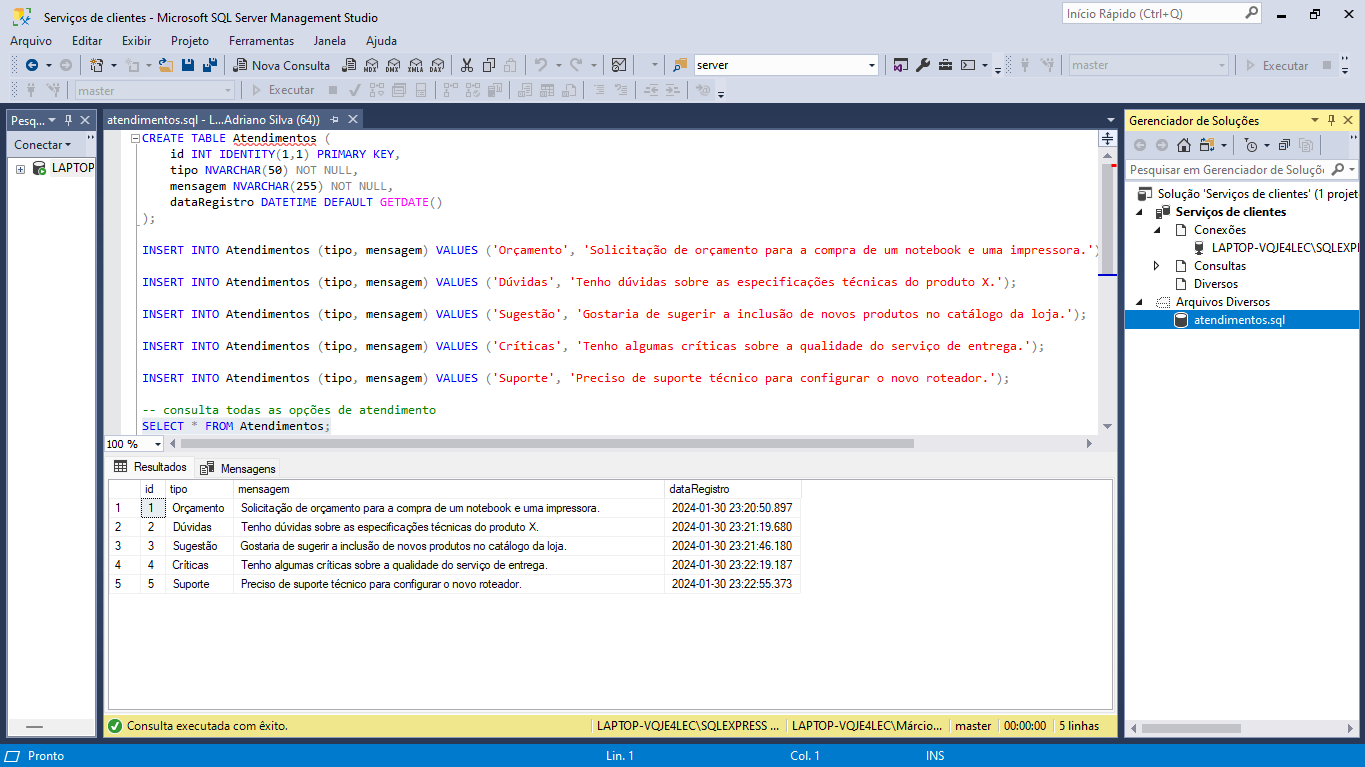 Serviços de clientes - Microsoft SQL Server Management Studio
Início Rápido (Ctrl+Q)
Arquivo Editar Exibir Projeto Ferramentas Janela Ajuda
Nova Consulta MDX DMX XMLA DAX server master Executar
master Executar
Pesq...
Conectar
LAPTOP
atendimentos.sql - L...Adriano Silva (64))
CREATE TABLE Atendimentos (
id INT IDENTITY(1,1) PRIMARY KEY,
tipo NVARCHAR(50) NOT NULL,
mensagem NVARCHAR(255) NOT NULL,
dataRegistro DATETIME DEFAULT GETDATE()
);
INSERT INTO Atendimentos (tipo, mensagem) VALUES ('Orçamento', 'Solicitação de orçamento para a compra de um notebook e uma impressora.')
INSERT INTO Atendimentos (tipo, mensagem) VALUES ('Dúvidas', 'Tenho dúvidas sobre as especificações técnicas do produto X.');
INSERT INTO Atendimentos (tipo, mensagem) VALUES ('Sugestão', 'Gostaria de sugerir a inclusão de novos produtos no catálogo da loja.');
INSERT INTO Atendimentos (tipo, mensagem) VALUES ('Críticas', 'Tenho algumas críticas sobre a qualidade do serviço de entrega.');
INSERT INTO Atendimentos (tipo, mensagem) VALUES ('Suporte', 'Preciso de suporte técnico para configurar o novo roteador.');
-- consulta todas as opções de atendimento
SELECT * FROM Atendimentos;
100 %
Resultados Mensagens
id tipo mensagem dataRegistro
1 1 Orçamento Solicitação de orçamento para a compra de um notebook e uma impressora. 2024-01-30 23:20:50.897
2 2 Dúvidas Tenho dúvidas sobre as especificações técnicas do produto X. 2024-01-30 23:21:19.680
3 3 Sugestão Gostaria de sugerir a inclusão de novos produtos no catálogo da loja. 2024-01-30 23:21:46.180
4 4 Críticas Tenho algumas críticas sobre a qualidade do serviço de entrega. 2024-01-30 23:22:19.187
5 5 Suporte Preciso de suporte técnico para configurar o novo roteador. 2024-01-30 23:22:55.373
Consulta executada com êxito. LAPTOP-VQJE4LEC\SQLEXPRESS ... LAPTOP-VQJE4LEC\Márcio... master 00:00:00 5 linhas
Gerenciador de Soluções
Pesquisar em Gerenciador de Soluçõ
Solução 'Serviços de clientes' (1 projet
Serviços de clientes
Conexões
LAPTOP-VQJE4LEC\SQLEXPI
Consultas
Diversos
Arquivos Diversos
atendimentos.sql
Pronto Lin. 1 Col. 1 INS